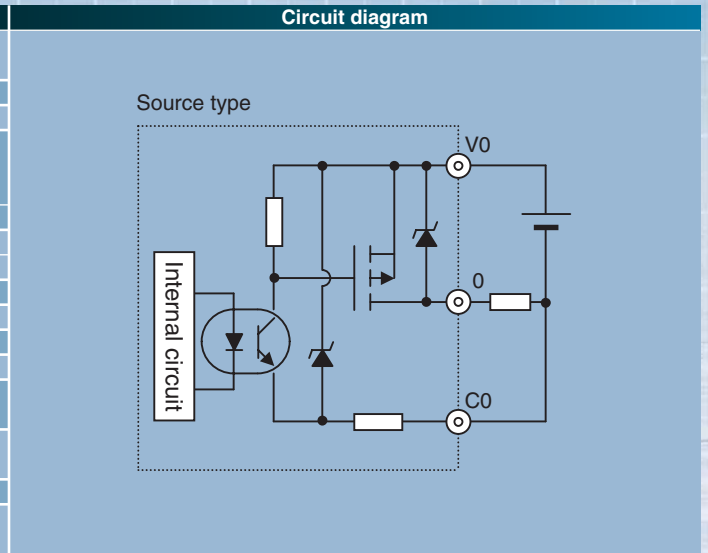 Circuit diagram
Source type
V0
0
Internal circuit
C0